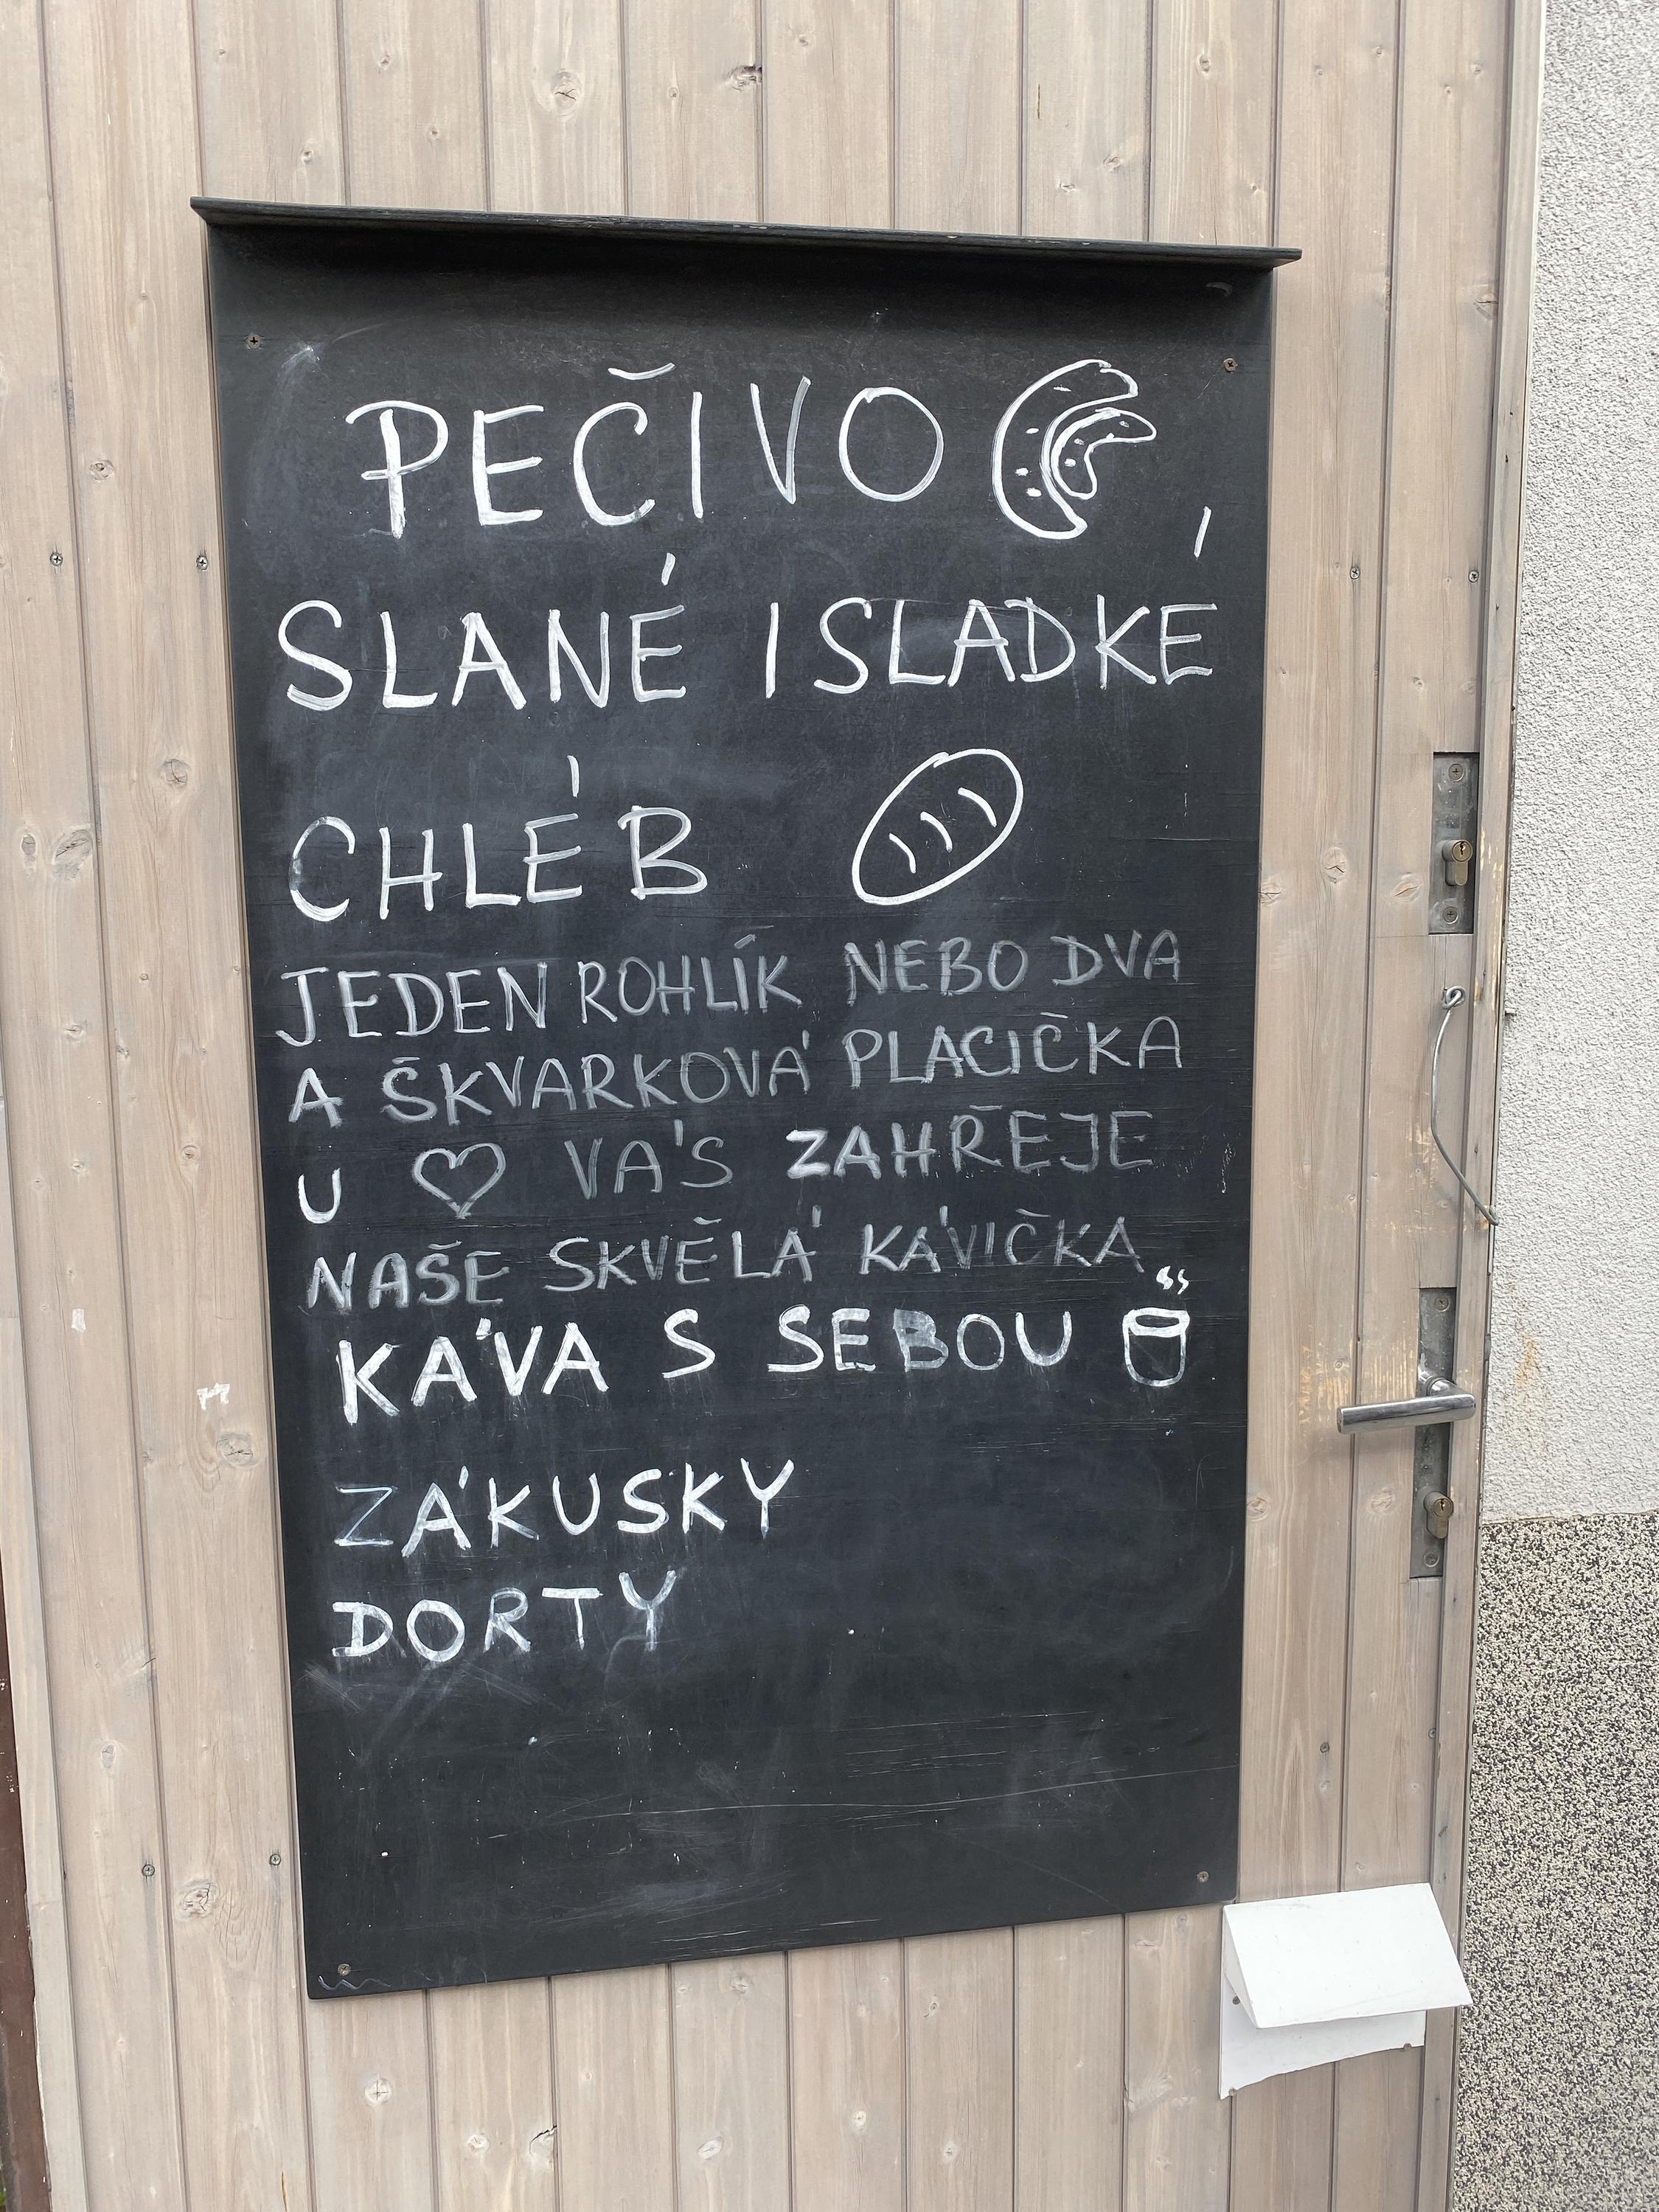 PEČIVO
SLANÉ I SLADKÉ
CHLÉB
JEDEN ROHLÍK NEBO DVA
A ŠKVARKOVÁ PLACIČKA
U ♡ VÁS ZAHŘEJE
NAŠE SKVĚLÁ KÁVIČKA
KÁVA S SEBOU
ZÁKUSKY
DORTY